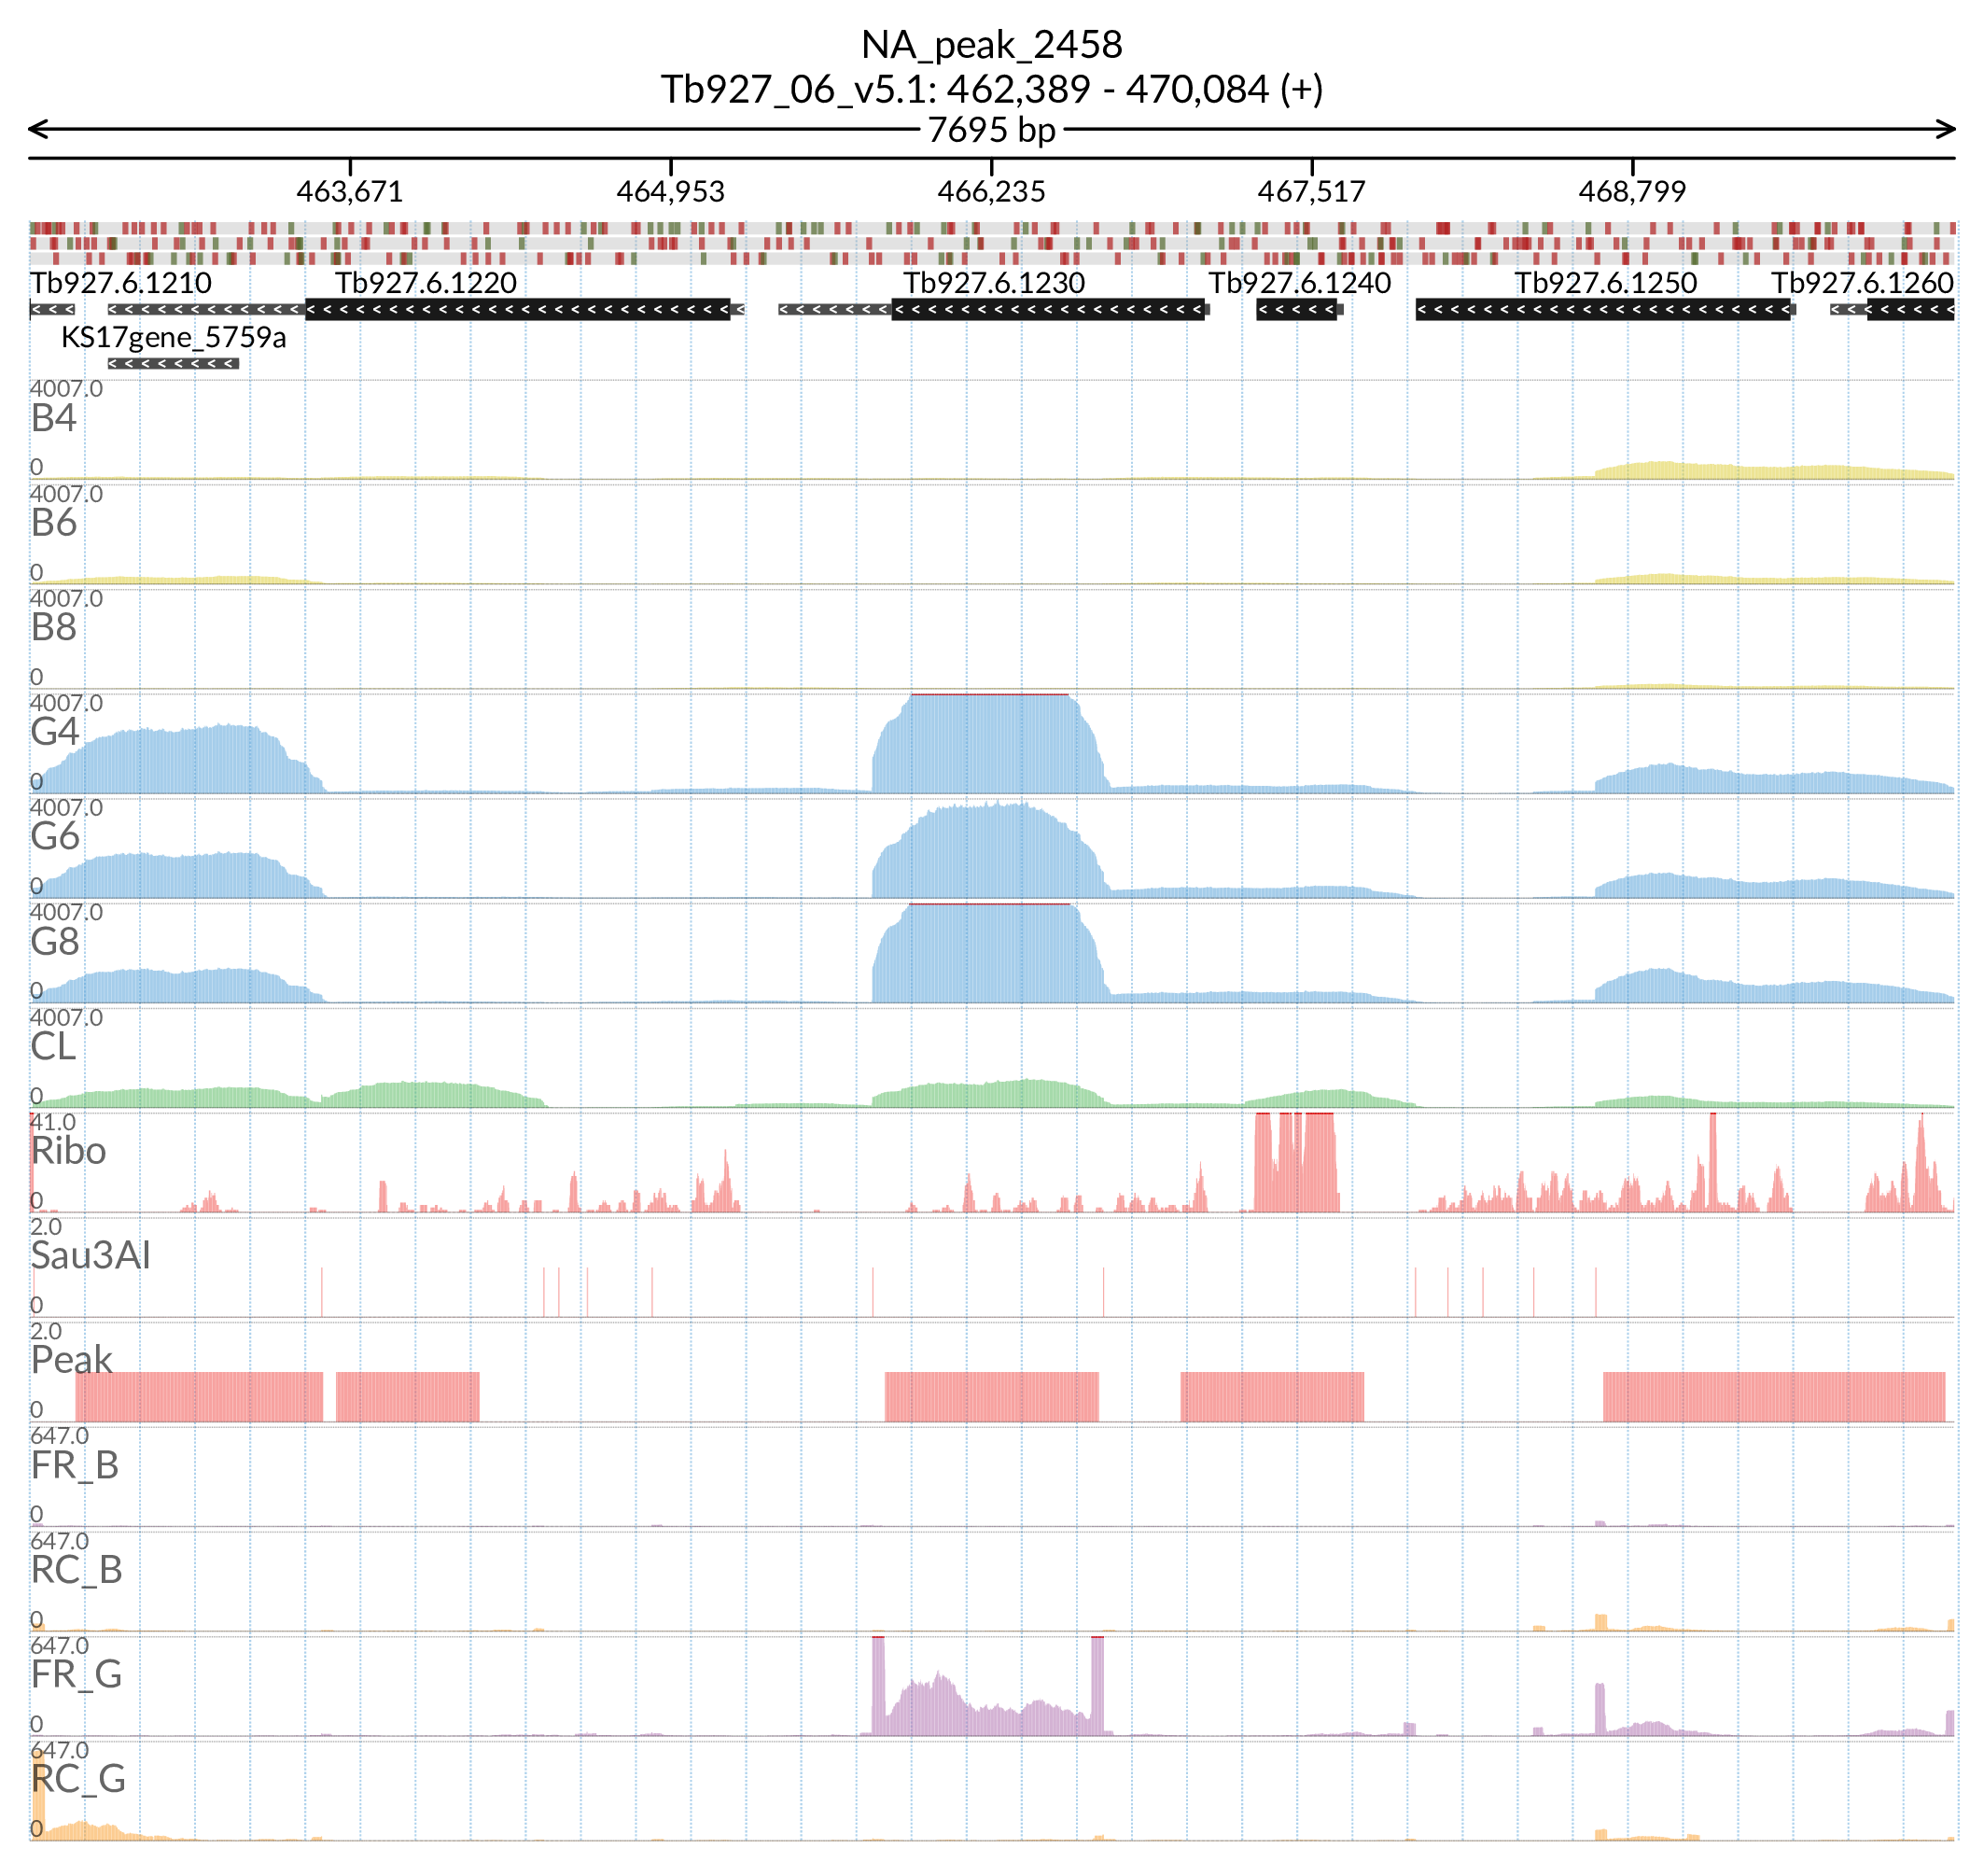 NA_peak_2458
Tb927_06_v5.1: 462,389 - 470,084 (+)
7695 bp
463,671 464,953 466,235 467,517 468,799
Tb927.6.1210 Tb927.6.1220 Tb927.6.1230 Tb927.6.1240 Tb927.6.1250 Tb927.6.1260
KS17gene_5759a
4007.0
B4
0
4007.0
B6
0
4007.0
B8
0
4007.0
G4
0
4007.0
G6
0
4007.0
G8
0
4007.0
CL
0
41.0
Ribo
0
2.0
Sau3AI
0
2.0
Peak
0
647.0
FR_B
0
647.0
RC_B
0
647.0
FR_G
0
647.0
RC_G
0